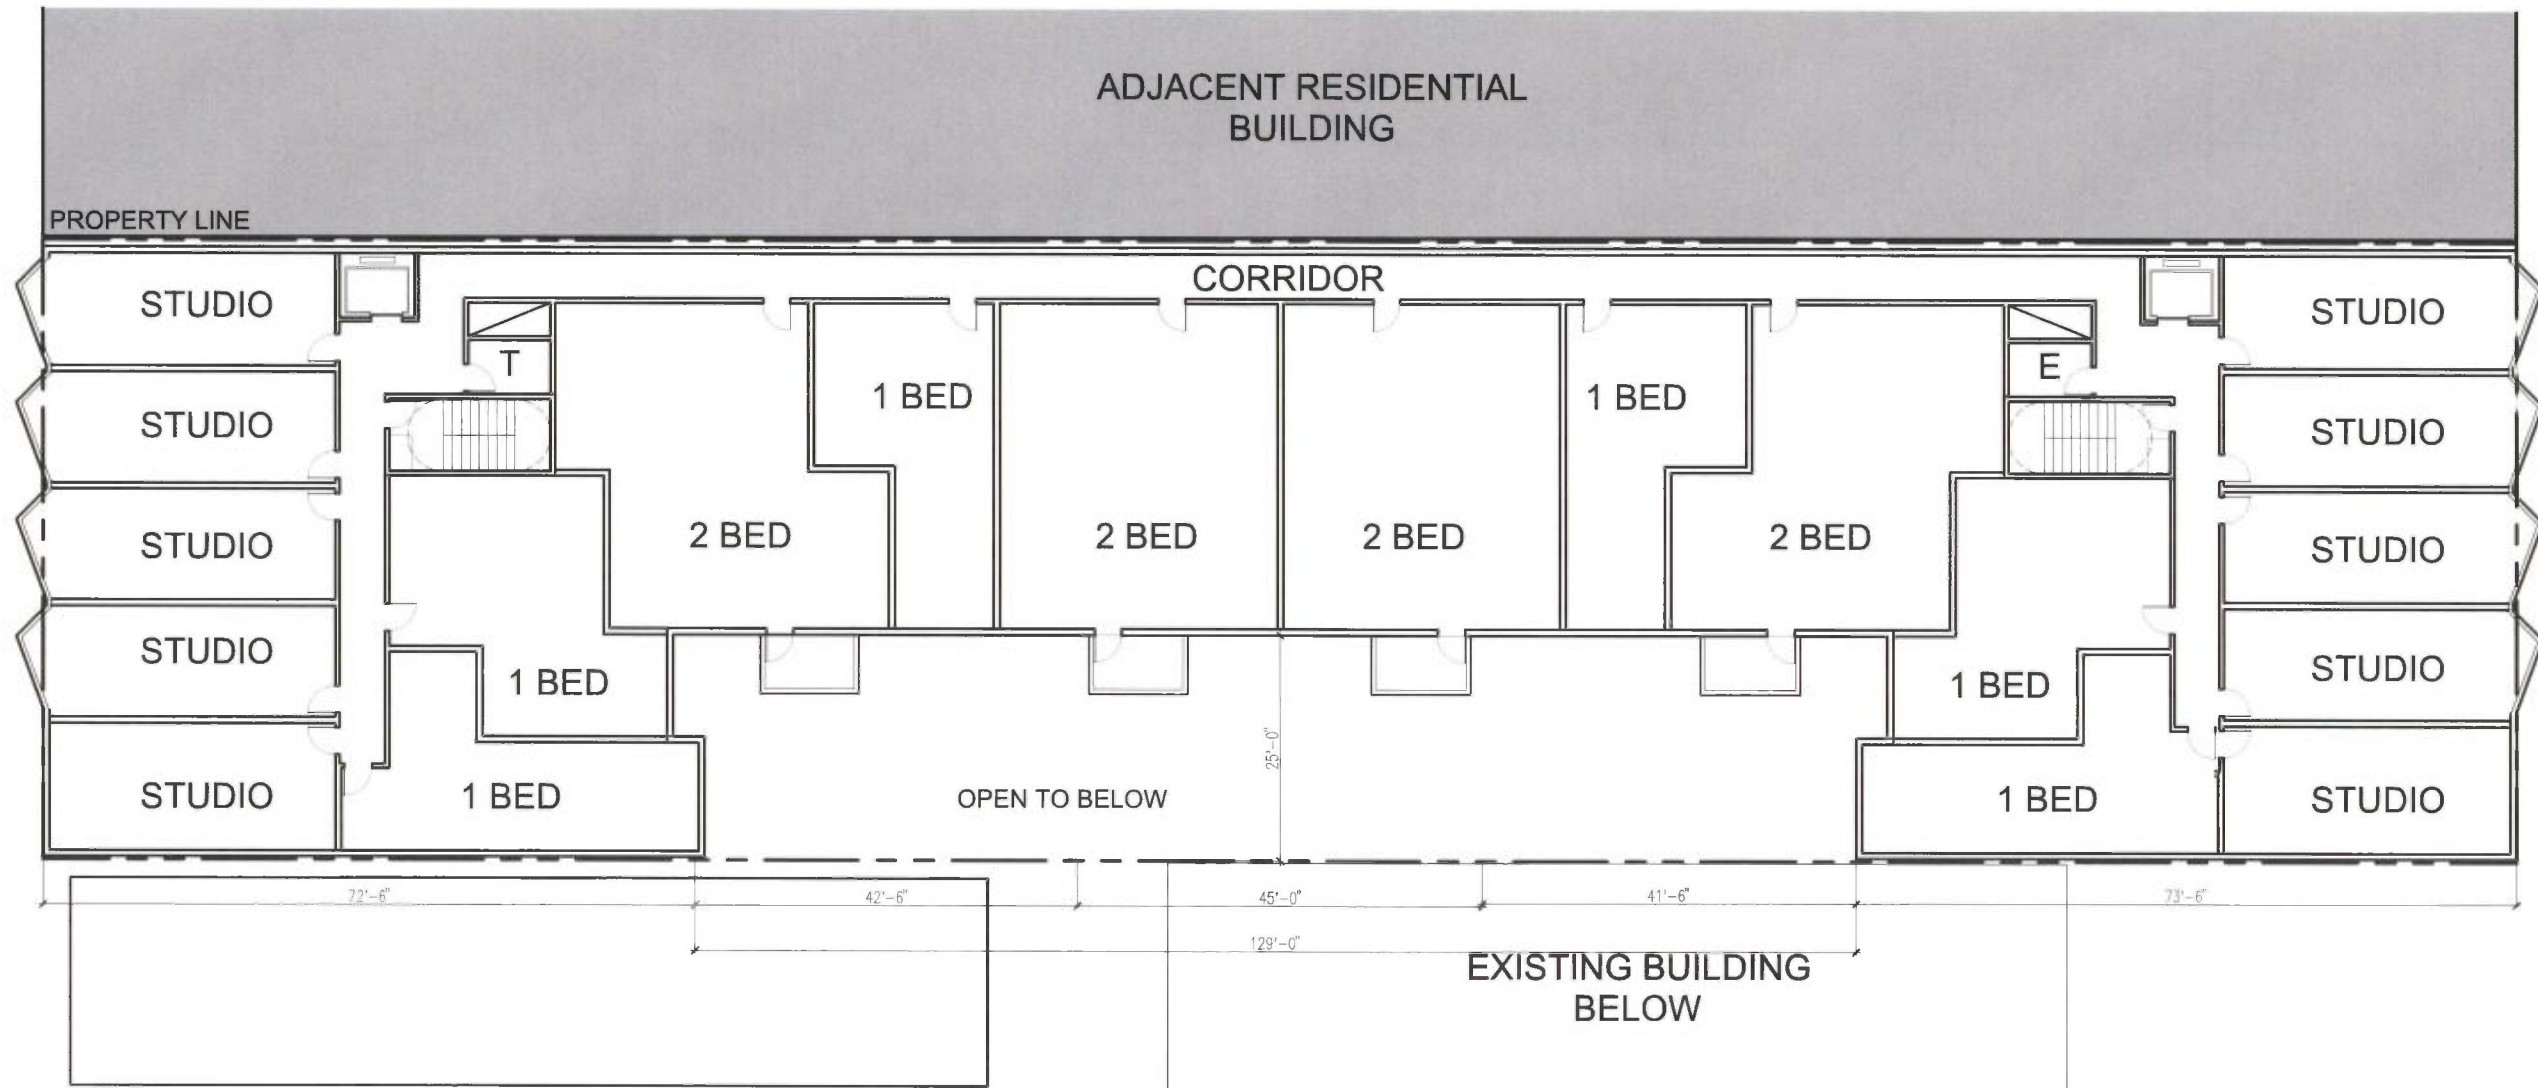 ADJACENT RESIDENTIAL
BUILDING
PROPERTY LINE
CORRIDOR
STUDIO
STUDIO
T
E
1 BED
1 BED
STUDIO
STUDIO
2 BED
2 BED
2 BED
2 BED
STUDIO
STUDIO
STUDIO
STUDIO
1 BED
1 BED
25'-0"
STUDIO
1 BED
OPEN TO BELOW
1 BED
STUDIO
72'-6"
42'-6"
45'-0"
41'-6"
73'-6"
129'-0"
EXISTING BUILDING
BELOW